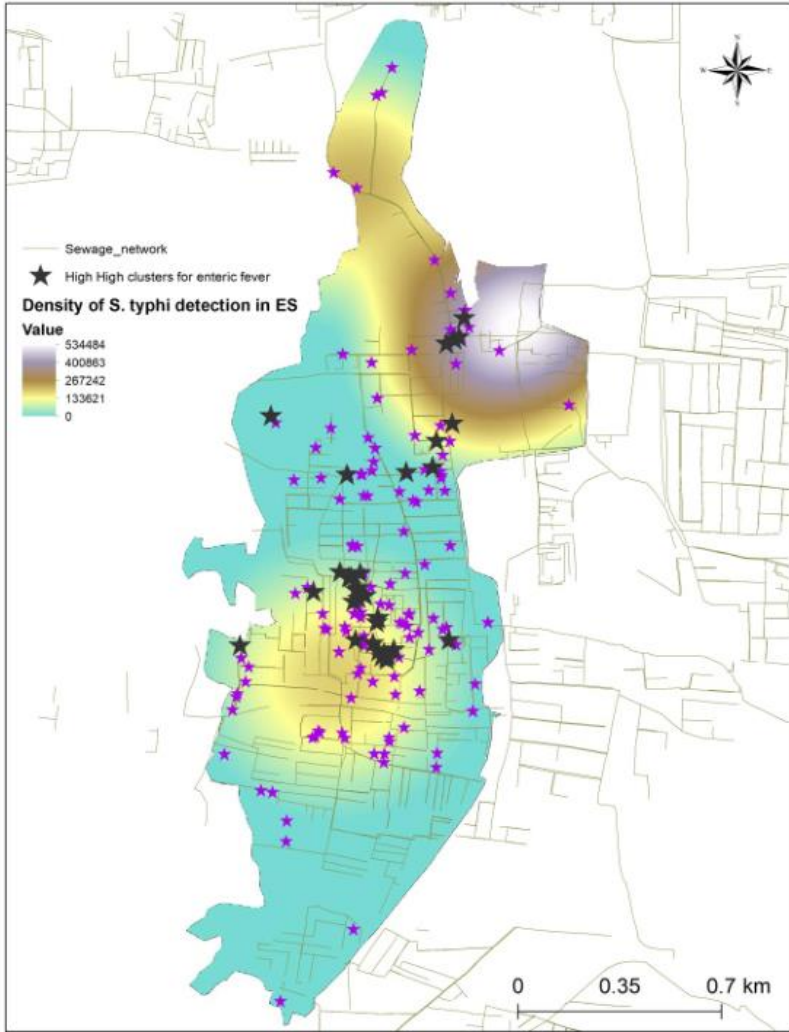 N
W E
S
Sewage_network
High High clusters for enteric fever
Density of S. typhi detection in ES
Value
534484
400863
267242
133621
0
0 0.35 0.7 km